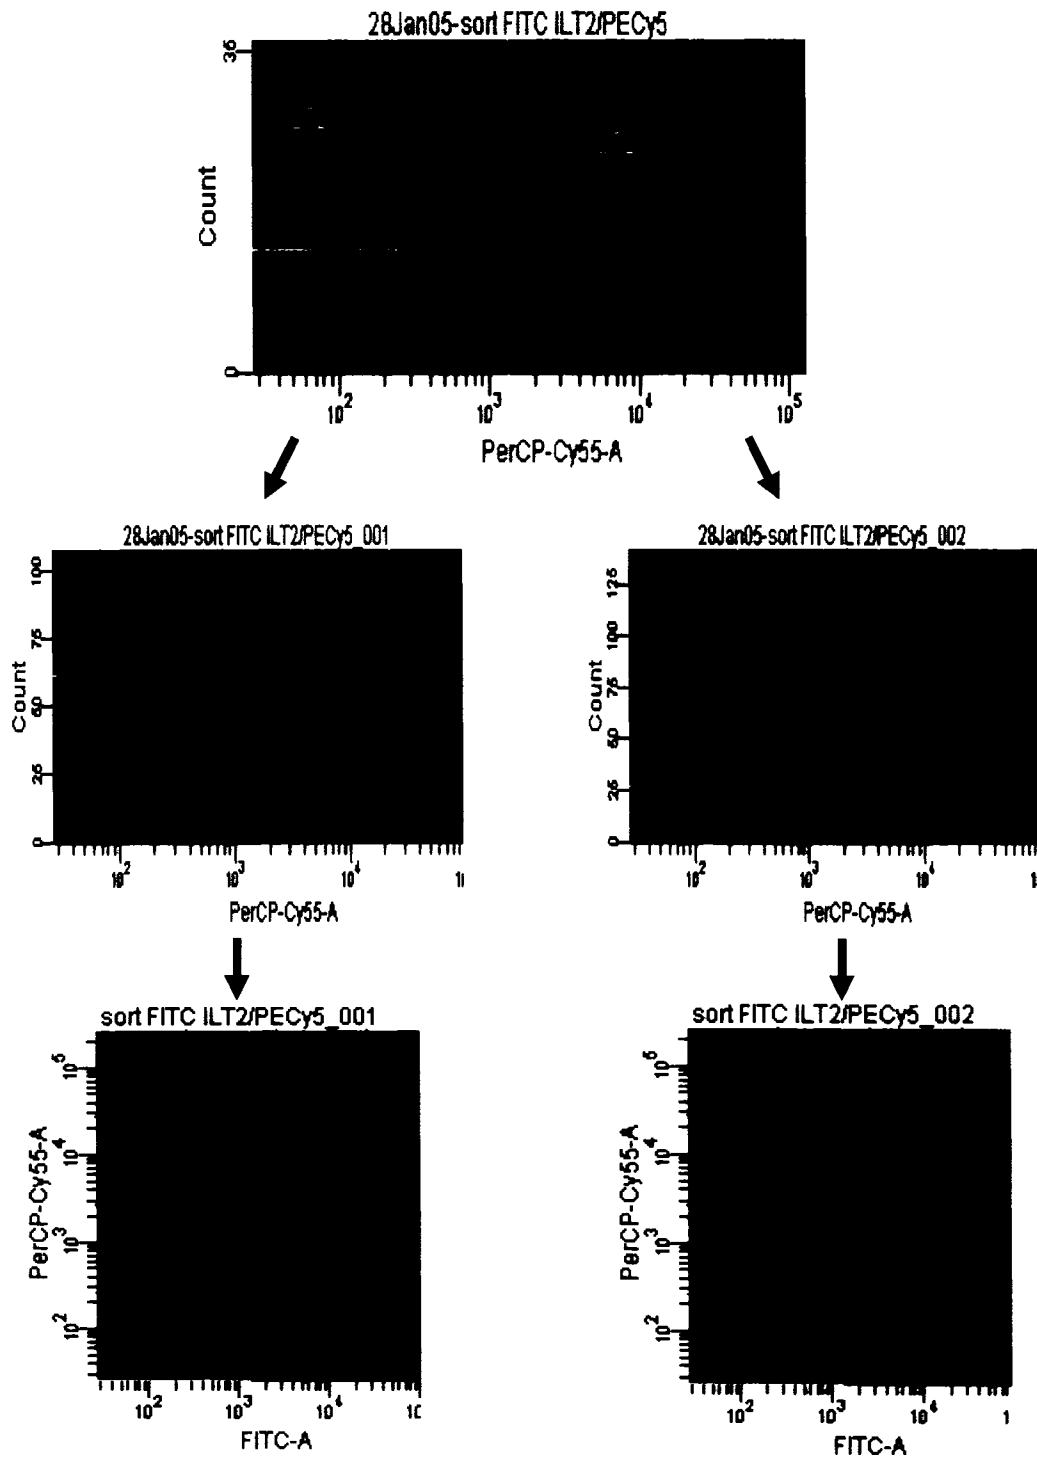 28Jan05-sort FITC ILT2/PECy5
36
Count
0
10^2 10^3 10^4 10^5
PerCP-Cy55-A
28Jan05-sort FITC ILT2/PECy5_001
100
75
50
25
0
Count
10^2 10^3 10^4 1
PerCP-Cy55-A
28Jan05-sort FITC ILT2/PECy5_002
125
100
75
50
25
0
Count
10^2 10^3 10^4 1
PerCP-Cy55-A
sort FITC ILT2/PECy5_001
10^5
10^4
10^3
10^2
PerCP-Cy55-A
10^2 10^3 10^4 10
FITC-A
sort FITC ILT2/PECy5_002
10^5
10^4
10^3
10^2
PerCP-Cy55-A
10^2 10^3 10^4 1
FITC-A